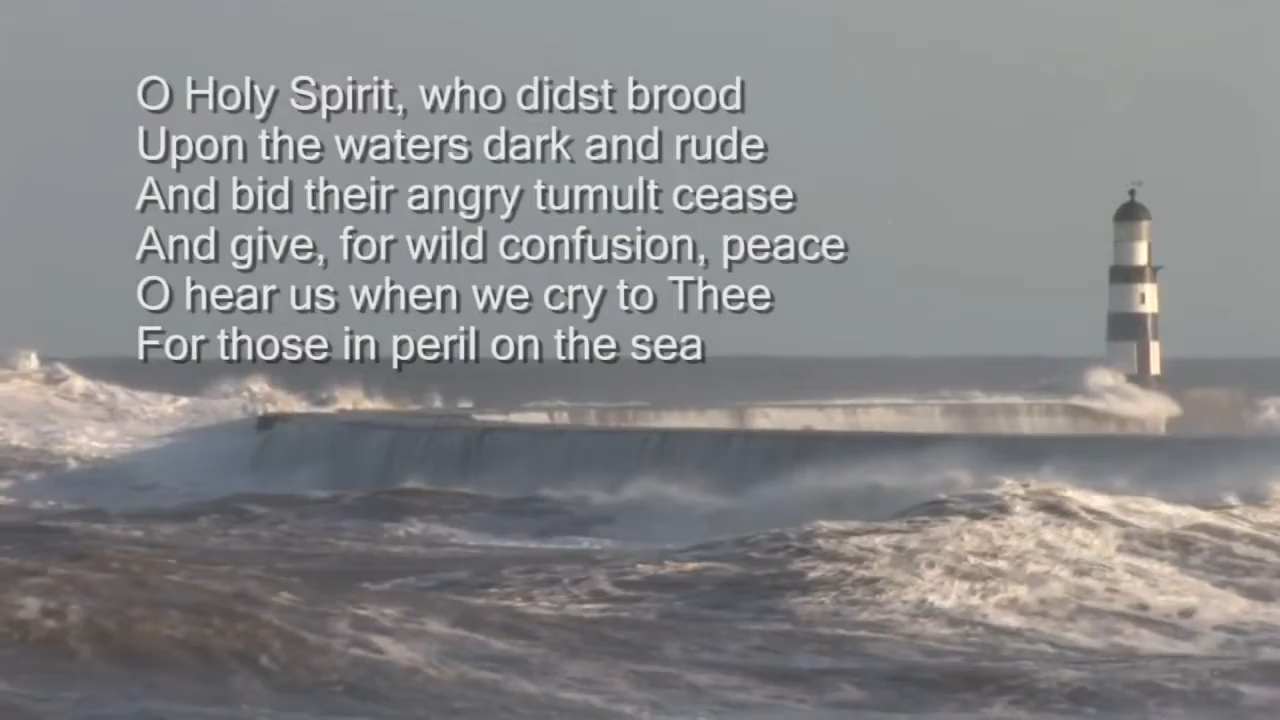 O Holy Spirit, who didst brood
Upon the waters dark and rude
And bid their angry tumult cease
And give, for wild confusion, peace
O hear us when we cry to Thee
For those in peril on the sea